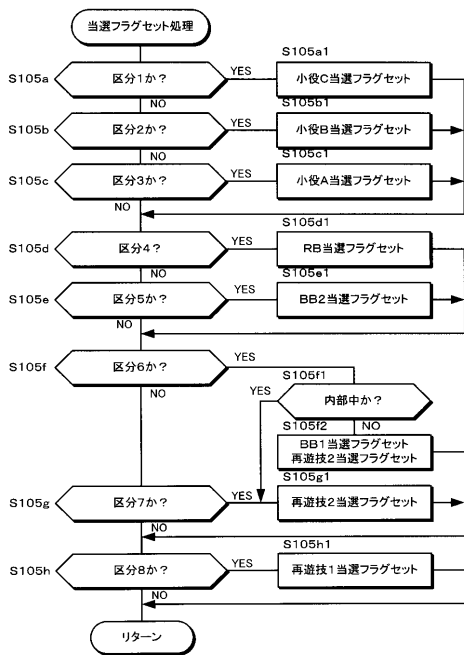 当選フラグセット処理
S105a
区分1か？
YES
S105a1
小役C当選フラグセット
NO
S105b
区分2か？
YES
S105b1
小役B当選フラグセット
NO
S105c
区分3か？
YES
S105c1
小役A当選フラグセット
NO
S105d
区分4？
YES
S105d1
RB当選フラグセット
NO
S105e
区分5か？
YES
S105e1
BB2当選フラグセット
NO
S105f
区分6か？
YES
NO
S105f1
内部中か？
YES
NO
S105f2
BB1当選フラグセット
再遊技2当選フラグセット
S105g
区分7か？
YES
S105g1
再遊技2当選フラグセット
NO
S105h
区分8か？
YES
S105h1
再遊技1当選フラグセット
NO
リターン